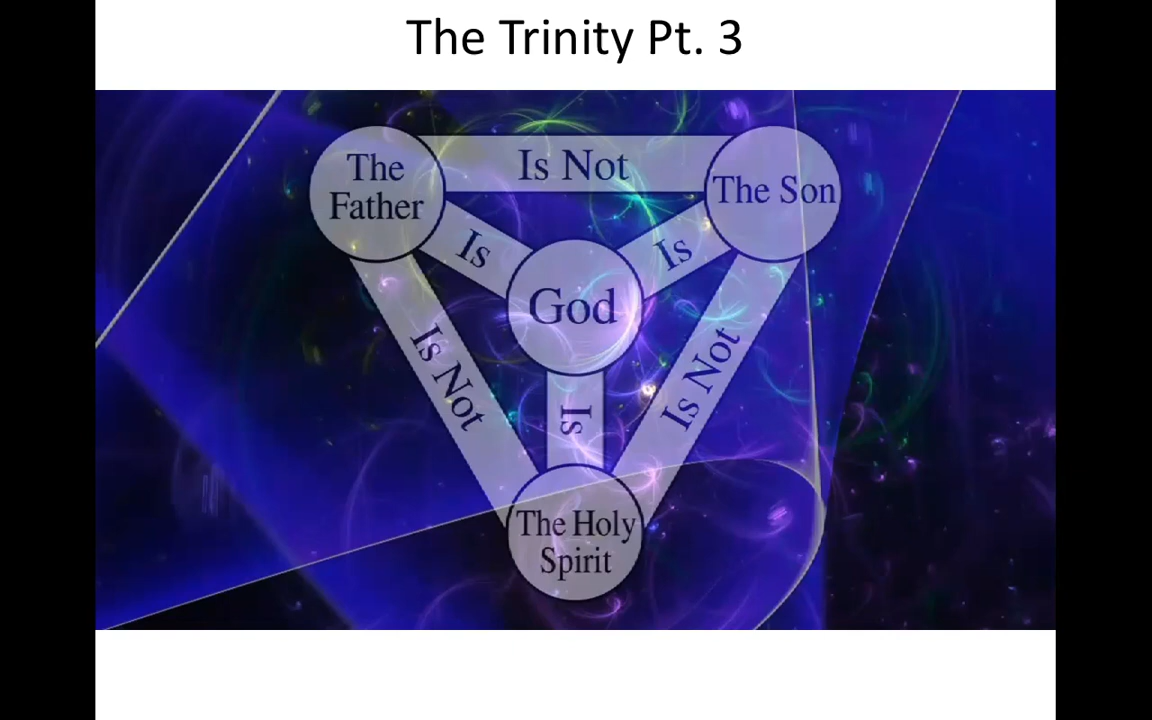 The Trinity Pt. 3
The
Father
Is Not
The Son
Is
Is
God
Is Not
Is
Is Not
The Holy
Spirit